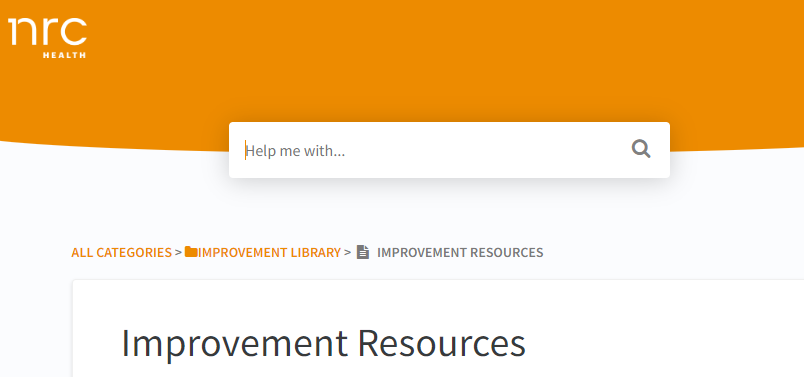 nrc
HEALTH
Help me with...
ALL CATEGORIES > IMPROVEMENT LIBRARY > IMPROVEMENT RESOURCES
Improvement Resources